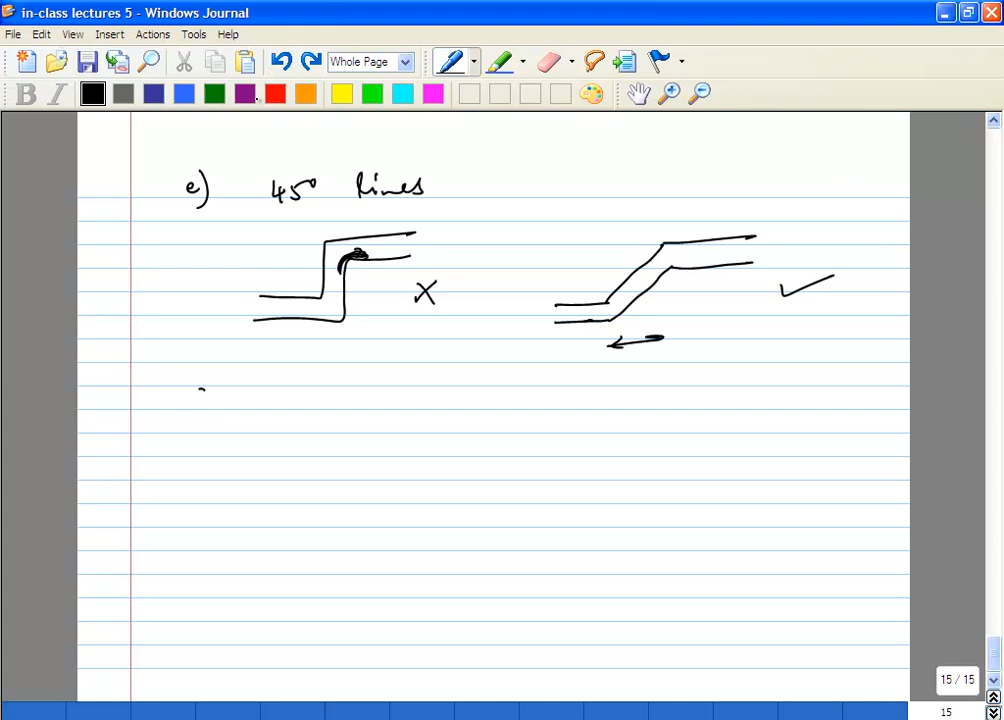 in-class lectures 5 - Windows Journal
File Edit View Insert Actions Tools Help
Whole Page
B I
e) 45° lines
X ✓
15 / 15
15